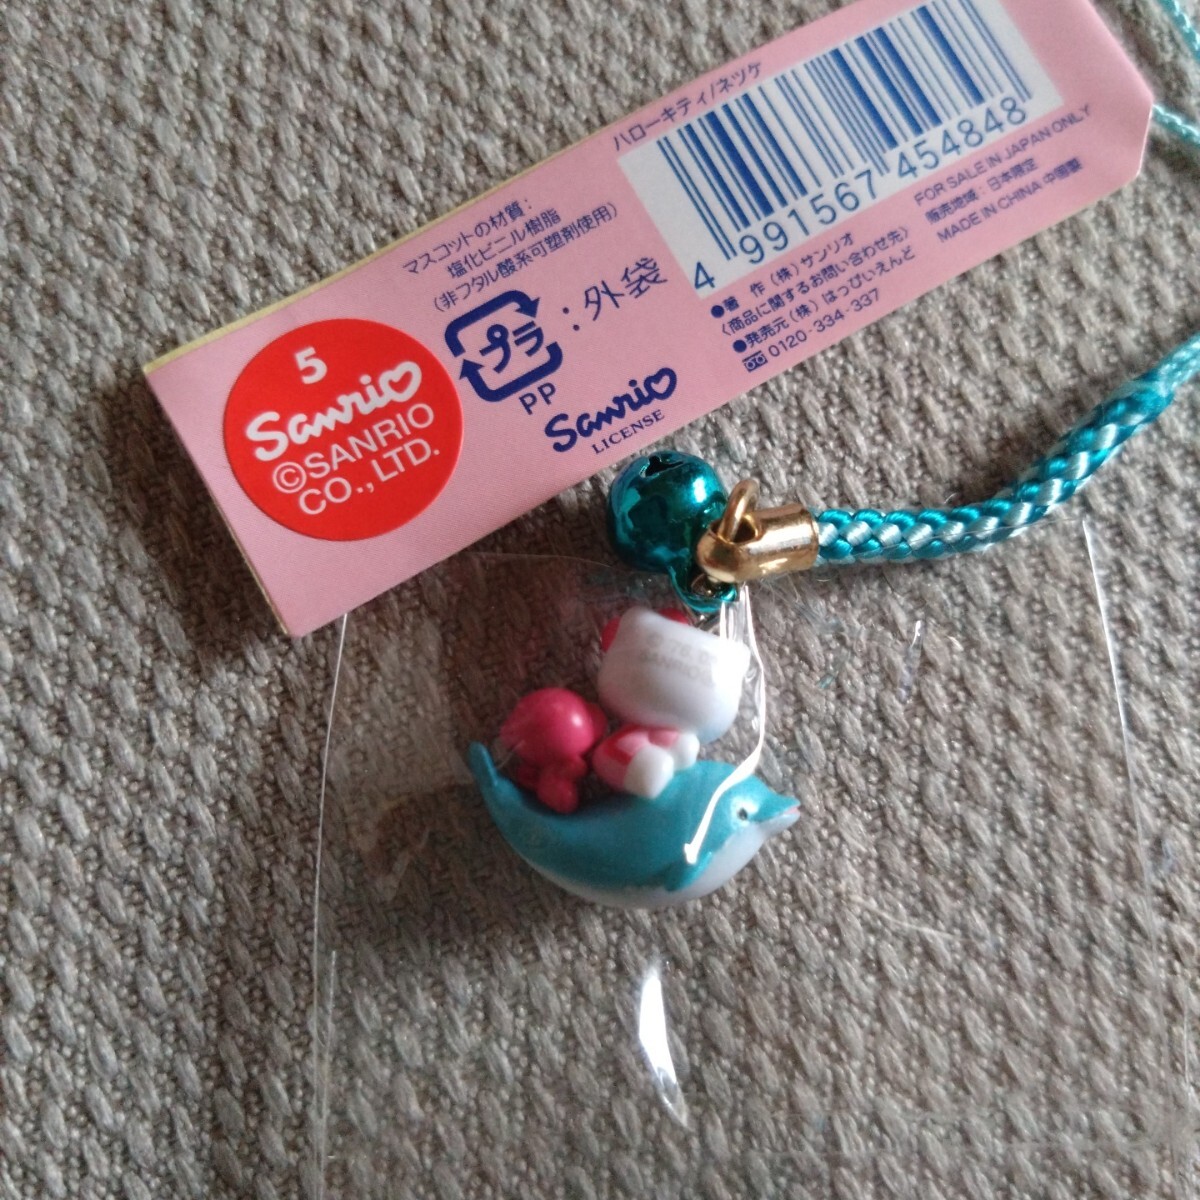 ハローキティ/ネツケ
4 991567 454848
FOR SALE IN JAPAN ONLY
販売地域：日本限定
MADE IN CHINA 中国製
マスコットの材質：
塩化ビニル樹脂
(非フタル酸系可塑剤使用)
プラ
：外袋
PP
●著　作 (株)サンリオ
(商品に関するお問い合わせ先)
●発売元 (株)はっぴいえんど
0120-334-337
Sanrio
LICENSE
5
Sanrio
©SANRIO
CO.,LTD.